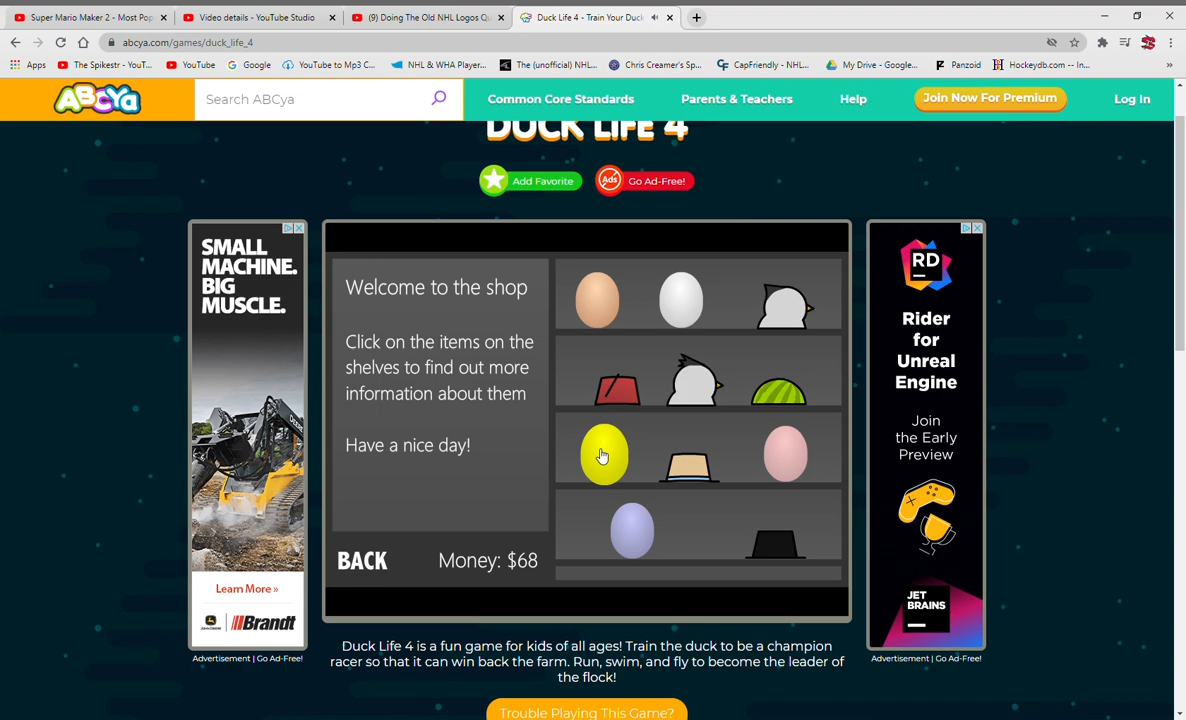 Super Mario Maker 2 - Most Pop
Video details - YouTube Studio
(9) Doing The Old NHL Logos Qu
Duck Life 4 - Train Your Duck
abcya.com/games/duck_life_4
Apps
The Spikestr - YouT...
YouTube
Google
YouTube to Mp3 C...
NHL & WHA Player...
The (unofficial) NHL...
Chris Creamer's Sp...
CapFriendly - NHL...
My Drive - Google...
Panzoid
Hockeydb.com -- In...
ABCYa
Search ABCya
Common Core Standards
Parents & Teachers
Help
Join Now For Premium
Log In
DUCK LIFE 4
Add Favorite
Ads
Go Ad-Free!
SMALL
MACHINE.
BIG
MUSCLE.
Learn More »
JOHN DEERE
Brandt
Advertisement | Go Ad-Free!
Welcome to the shop
Click on the items on the
shelves to find out more
information about them
Have a nice day!
BACK
Money: $68
RD
Rider
for
Unreal
Engine
Join
the Early
Preview
JET
BRAINS
Advertisement | Go Ad-Free!
Duck Life 4 is a fun game for kids of all ages! Train the duck to be a champion
racer so that it can win back the farm. Run, swim, and fly to become the leader of
the flock!
Trouble Playing This Game?